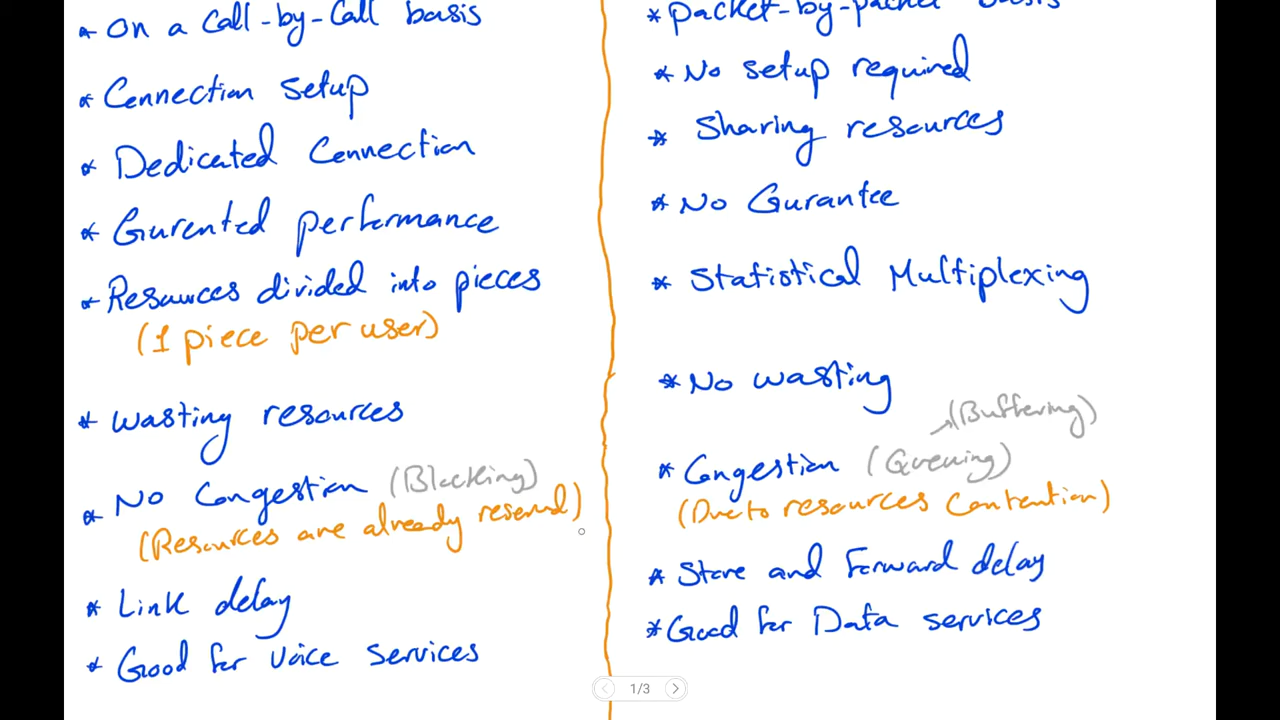 * On a Call-by-Call basis
* Connection setup
* Dedicated Connection
* Gurented performance
* Resources divided into pieces
(1 piece per user)
* Wasting resources
* No Congestion (Blocking)
(Resources are already reserved)
* Link delay
* Good for Voice Services
* packet-by-packet basis
* No setup required
* Sharing resources
* No Gurantee
* Statistical Multiplexing
* No wasting
(Buffering)
* Congestion (Queuing)
(Due to resources Contention)
* Store and Forward delay
* Good for Data services
1/3